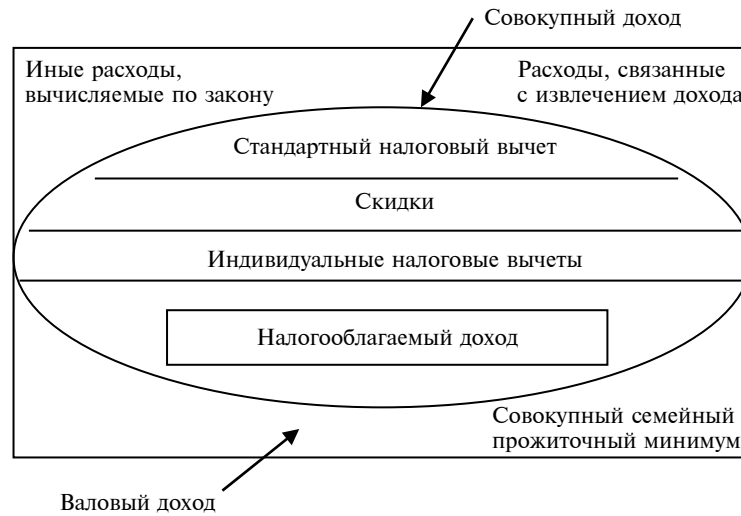 Совокупный доход
Иные расходы,
вычисляемые по закону
Расходы, связанные
с извлечением дохода
Стандартный налоговый вычет
Скидки
Индивидуальные налоговые вычеты
Налогооблагаемый доход
Совокупный семейный
прожиточный минимум
Валовый доход